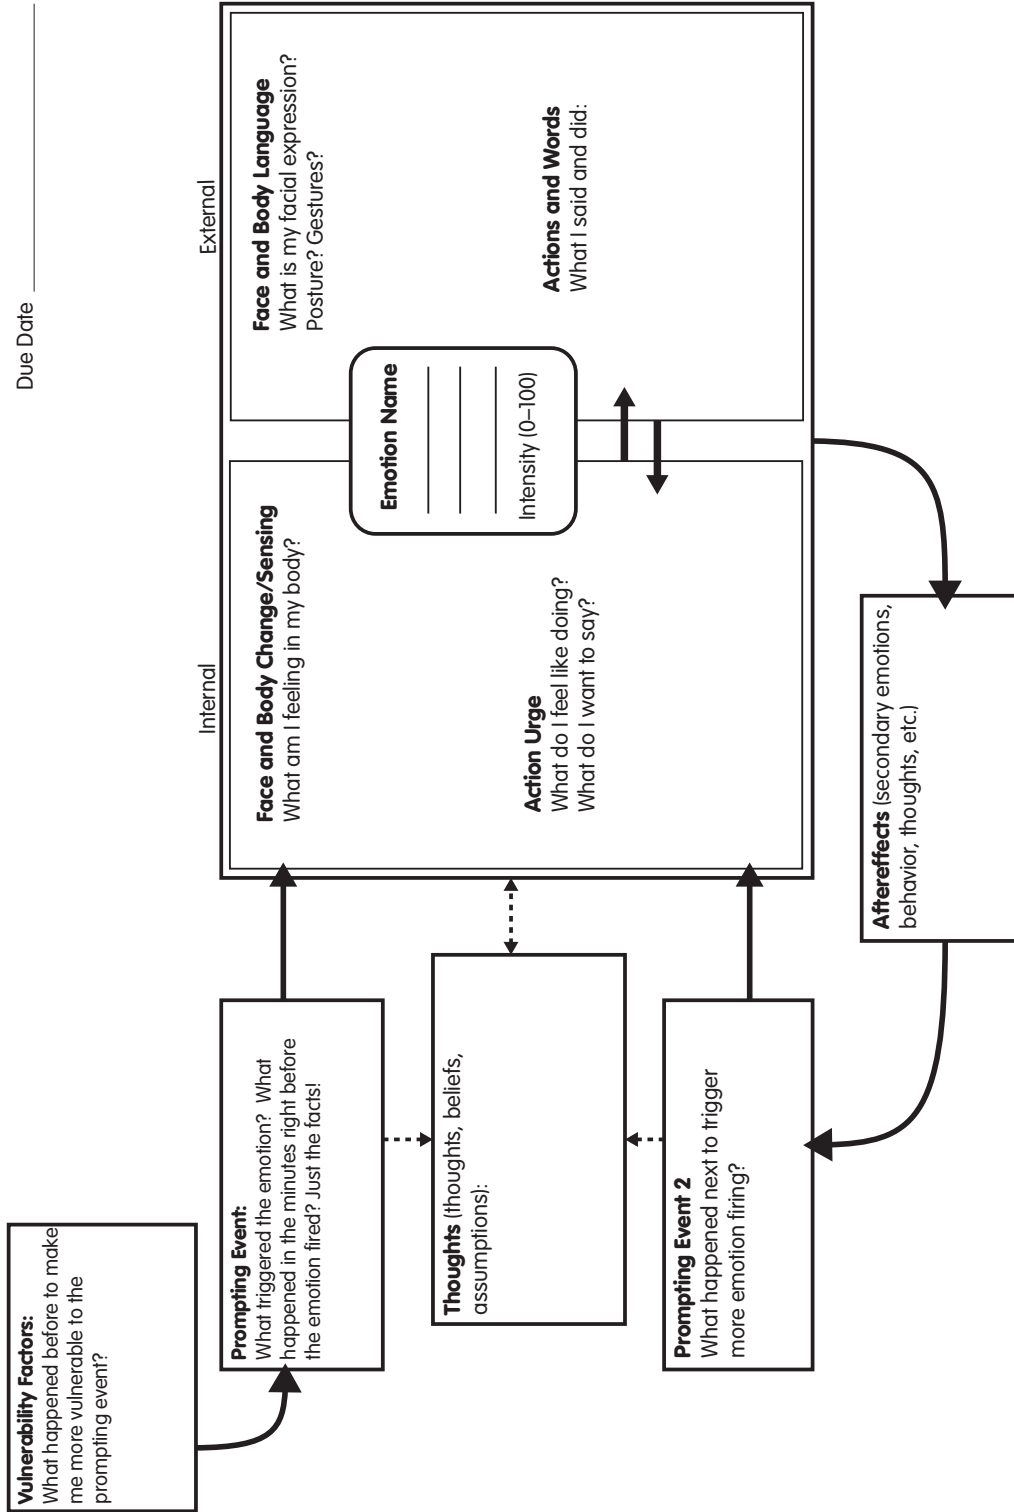 Due Date
Vulnerability Factors:
What happened before to make
me more vulnerable to the
prompting event?
Prompting Event:
What triggered the emotion? What
happened in the minutes right before
the emotion fired? Just the facts!
Thoughts (thoughts, beliefs,
assumptions):
Prompting Event 2
What happened next to trigger
more emotion firing?
Internal
Face and Body Change/Sensing
What am I feeling in my body?
Action Urge
What do I feel like doing?
What do I want to say?
Emotion Name
Intensity (0–100)
External
Face and Body Language
What is my facial expression?
Posture? Gestures?
Actions and Words
What I said and did:
Aftereffects (secondary emotions,
behavior, thoughts, etc.)